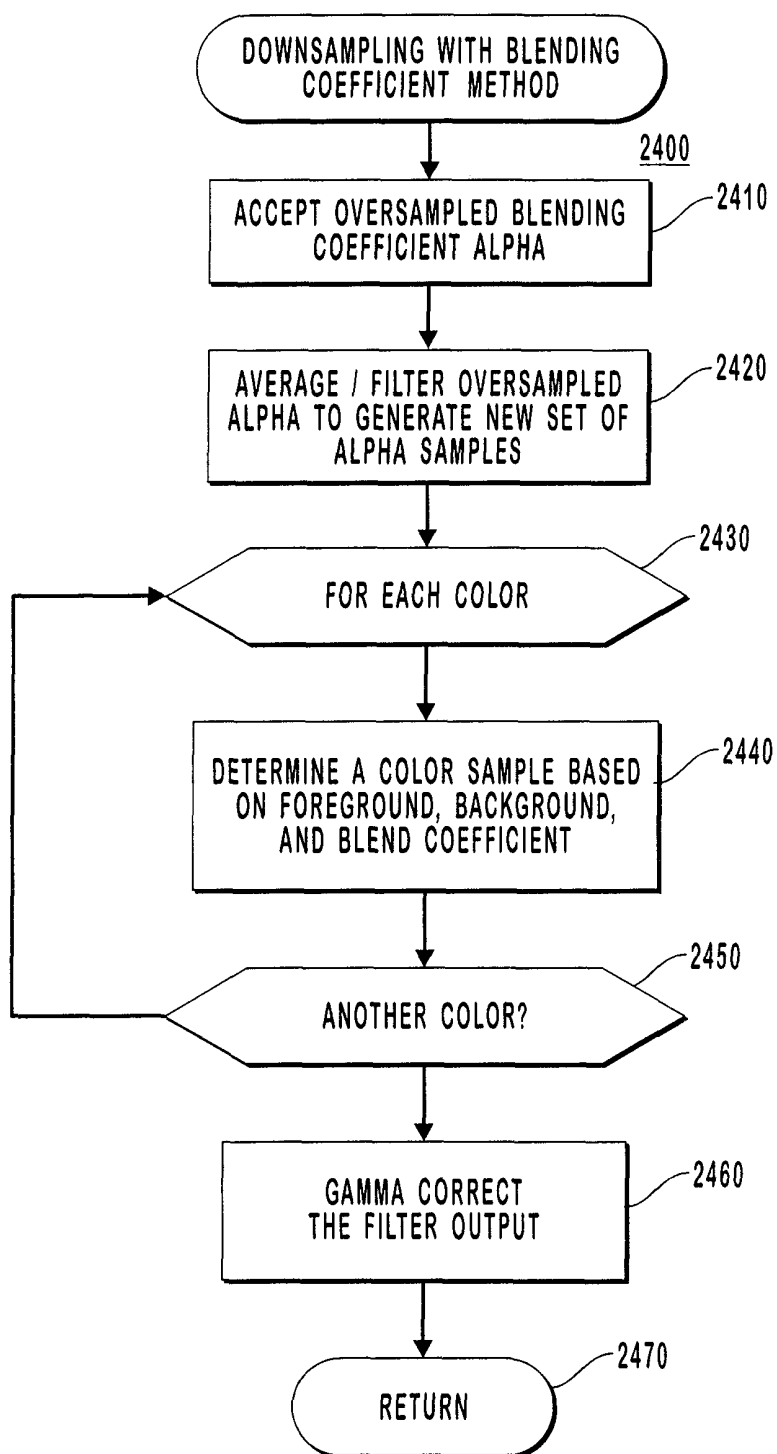 DOWNSAMPLING WITH BLENDING
COEFFICIENT METHOD
2400
2410
ACCEPT OVERSAMPLED BLENDING
COEFFICIENT ALPHA
2420
AVERAGE / FILTER OVERSAMPLED
ALPHA TO GENERATE NEW SET OF
ALPHA SAMPLES
2430
FOR EACH COLOR
2440
DETERMINE A COLOR SAMPLE BASED
ON FOREGROUND, BACKGROUND,
AND BLEND COEFFICIENT
2450
ANOTHER COLOR?
2460
GAMMA CORRECT
THE FILTER OUTPUT
2470
RETURN